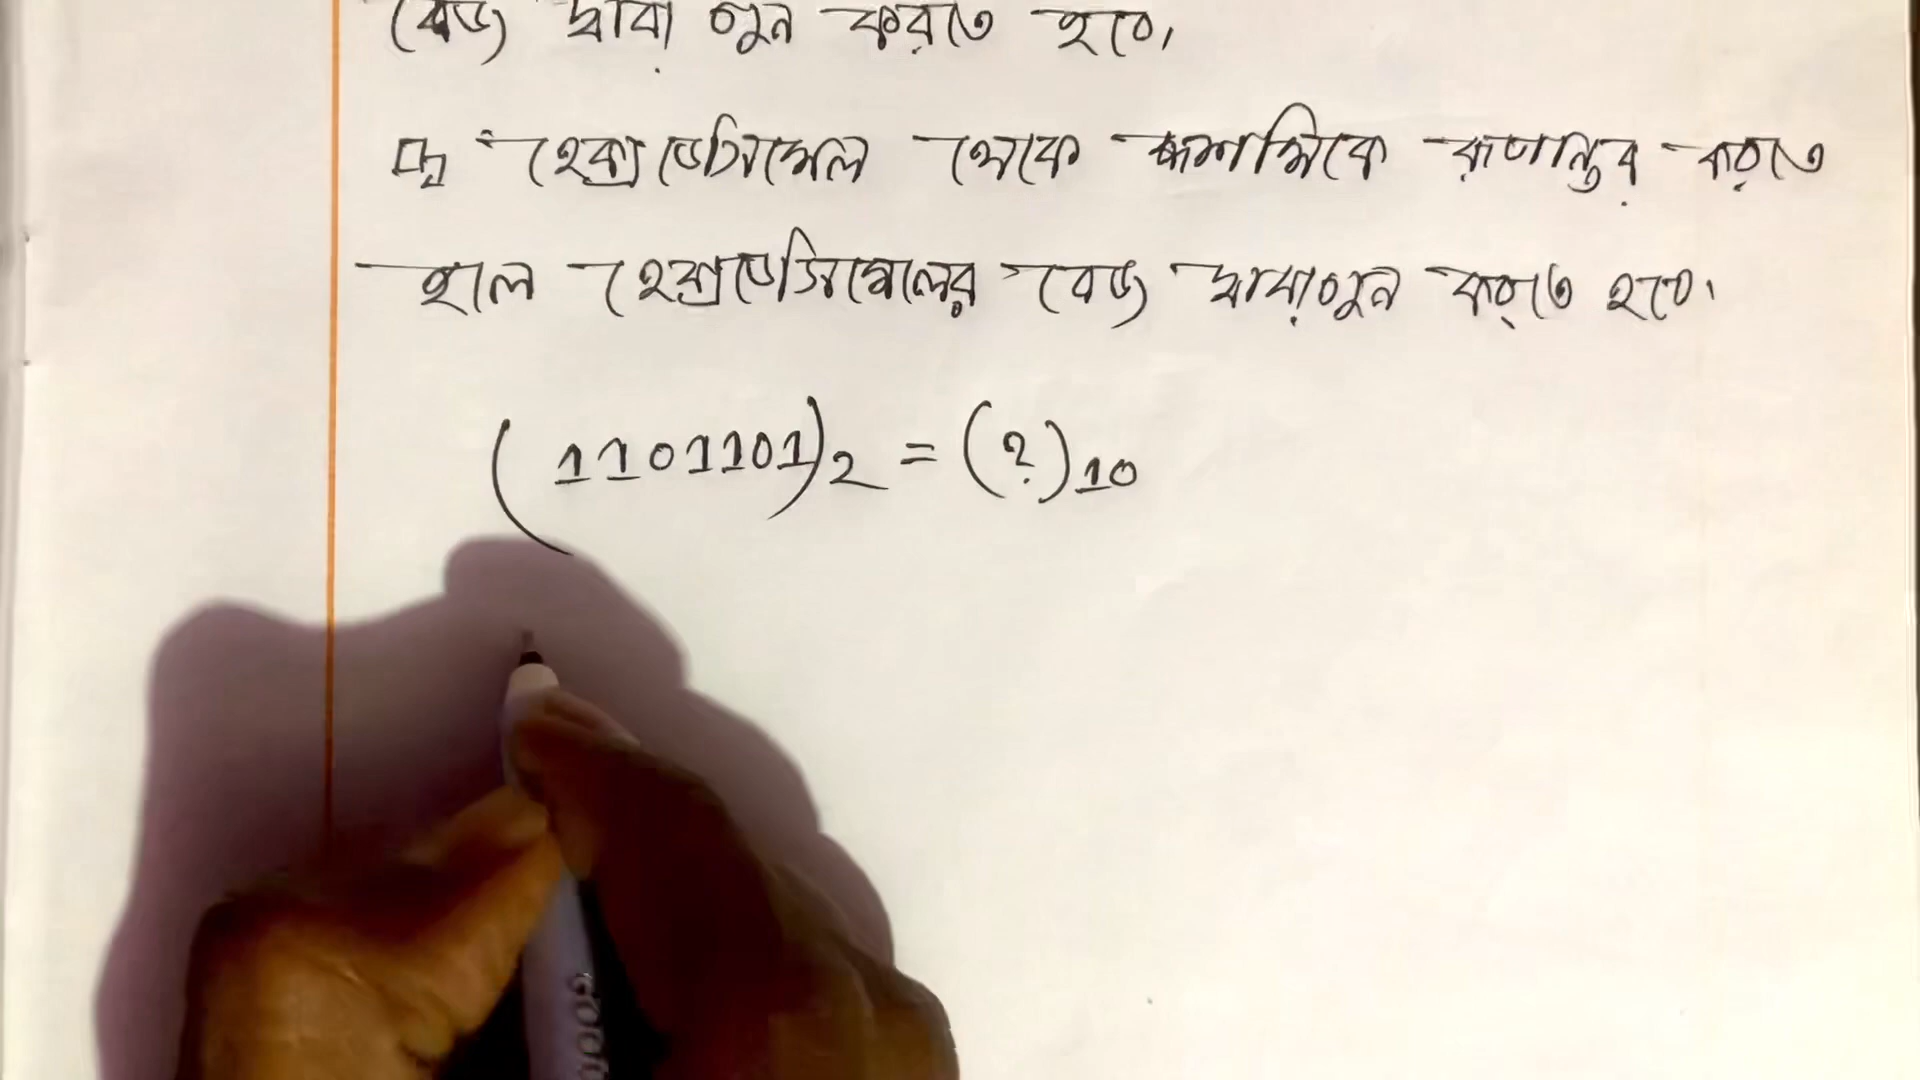 বেজ দ্বারা গুন করতে হবে।
হেক্সাডেসিমেল থেকে দশমিকে রূপান্তর করতে
হলে হেক্সাডেসিমেলের বেজ দ্বারা গুন করতে হবে।
(1101101)2 = (?)10